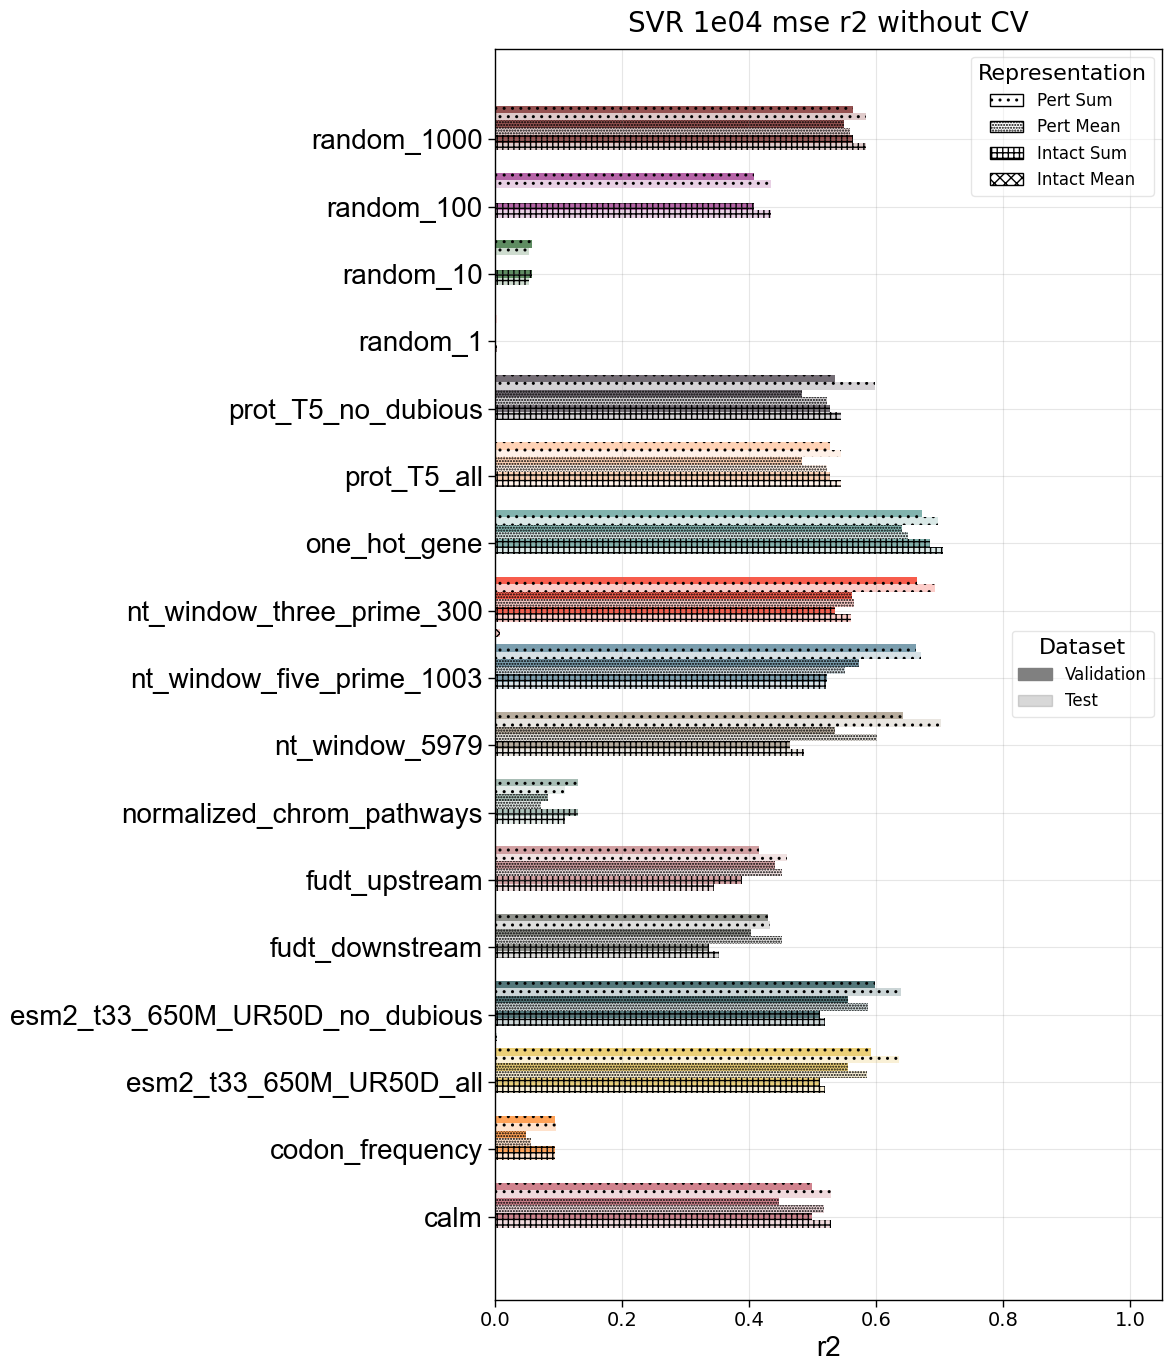 SVR 1e04 mse r2 without CV
Representation
Pert Sum
Pert Mean
Intact Sum
Intact Mean
random_1000
random_100
random_10
random_1
prot_T5_no_dubious
prot_T5_all
one_hot_gene
nt_window_three_prime_300
Dataset
Validation
Test
nt_window_five_prime_1003
nt_window_5979
normalized_chrom_pathways
fudt_upstream
fudt_downstream
esm2_t33_650M_UR50D_no_dubious
esm2_t33_650M_UR50D_all
codon_frequency
calm
0.0 0.2 0.4 0.6 0.8 1.0
r2